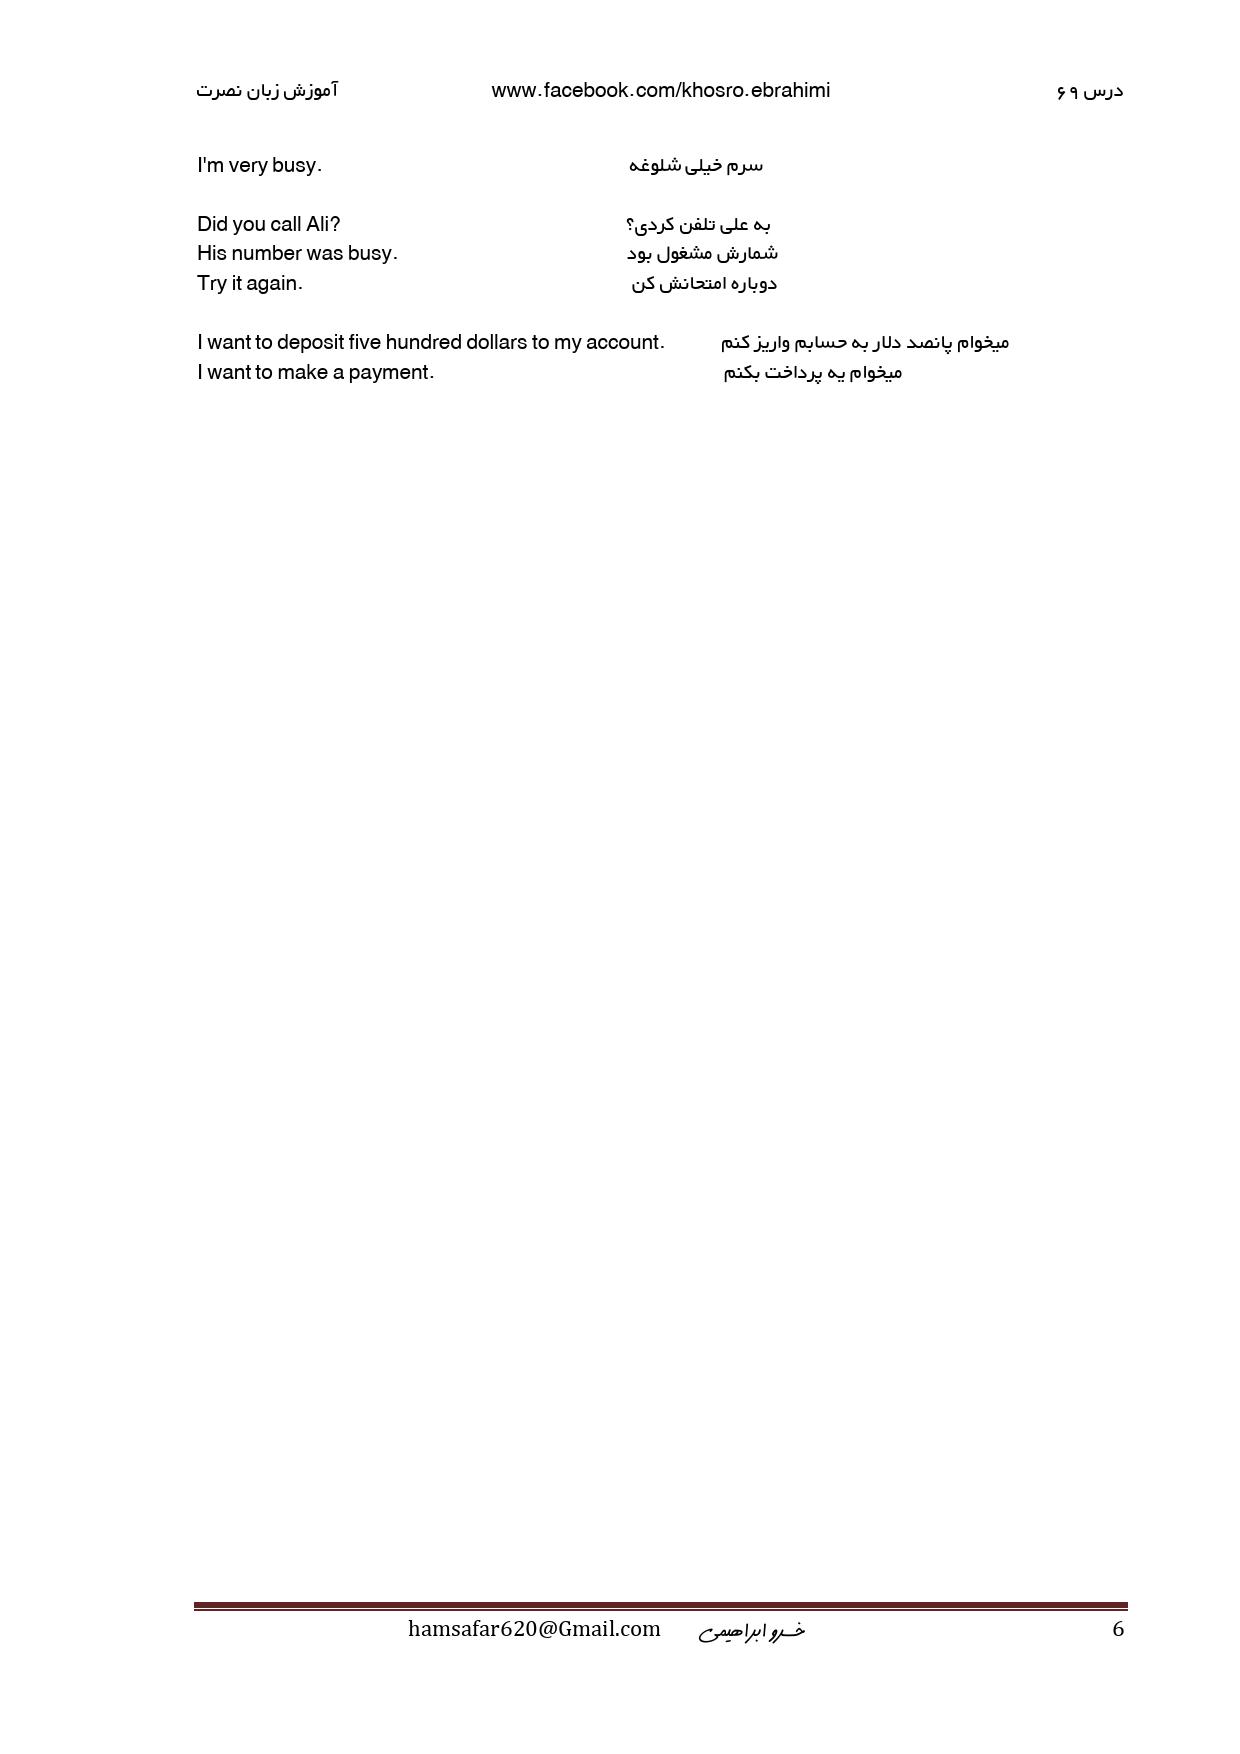 آموزش زبان نصرت www.facebook.com/khosro.ebrahimi درس ۶۹
I'm very busy. سرم خیلی شلوغه
Did you call Ali? به علی تلفن کردی؟
His number was busy. شمارش مشغول بود
Try it again. دوباره امتحانش کن
I want to deposit five hundred dollars to my account. میخوام پانصد دلار به حسابم واریز کنم
I want to make a payment. میخوام یه پرداخت بکنم
hamsafar620@Gmail.com خسرو ابراهیمی 6